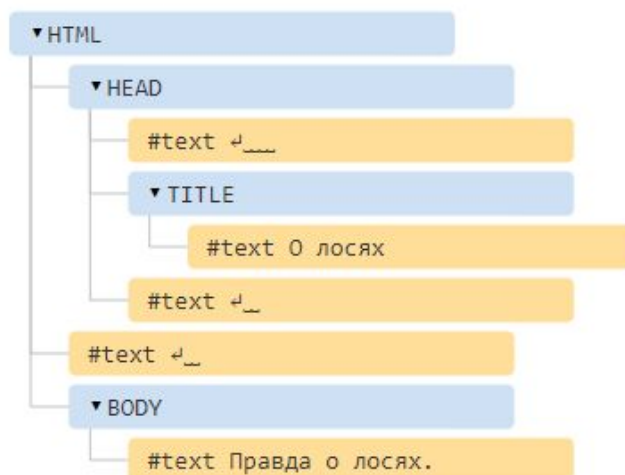 ▾ HTML
▾ HEAD
#text ↵␣␣␣␣
▾ TITLE
#text О лосях
#text ↵␣␣
#text ↵␣␣
▾ BODY
#text Правда о лосях.